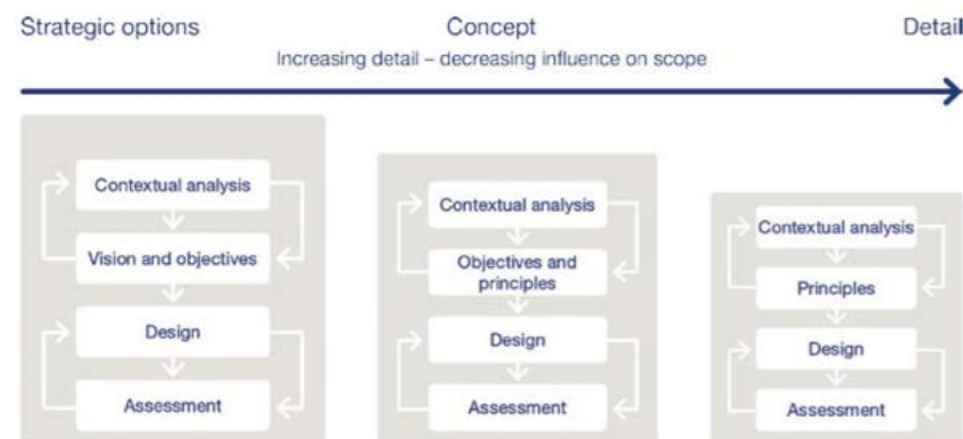 Strategic options
Concept
Detail
Increasing detail – decreasing influence on scope
Contextual analysis
Vision and objectives
Design
Assessment
Contextual analysis
Objectives and
principles
Design
Assessment
Contextual analysis
Principles
Design
Assessment